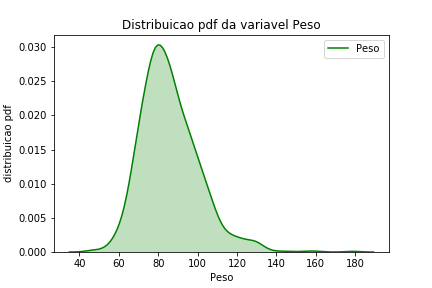 Distribuicao pdf da variavel Peso
Peso
distribuicao pdf
0.030
0.025
0.020
0.015
0.010
0.005
0.000
40 60 80 100 120 140 160 180
Peso